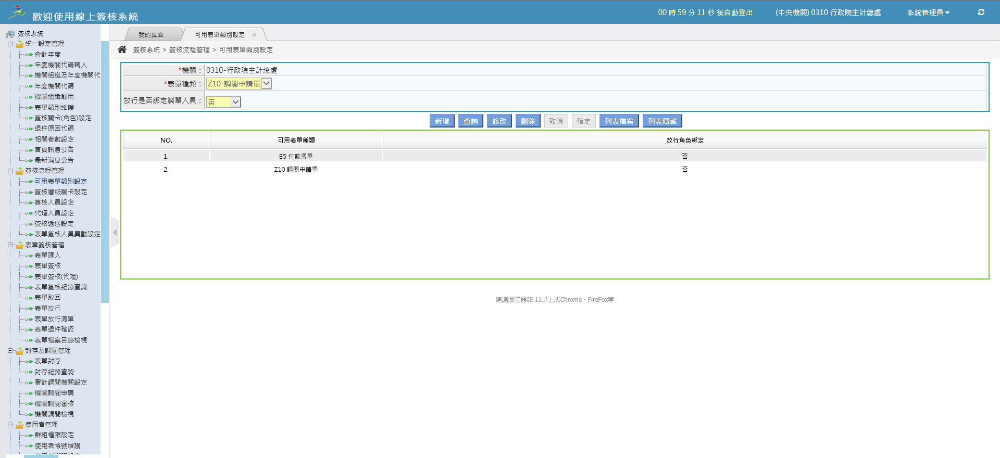 歡迎使用線上簽核系統
00 時 59 分 11 秒 後自動登出
(中央機關) 0310 行政院主計總處
系統管理員
簽核系統
統一設定管理
會計年度
年度機關代碼轉入
機關組織及年度機關代
年度機關代碼
機關組織啟用
表單類別維護
簽核關卡(角色)設定
退件原因代碼
相關參數設定
首頁訊息公告
最新消息公告
簽核流程管理
可用表單類別設定
簽核層級關卡設定
簽核人員設定
代理人員設定
簽核遞送設定
表單簽核人員異動設定
表單簽核管理
表單匯入
表單簽核
表單簽核(代理)
表單簽核紀錄查詢
表單取回
表單放行
表單放行清單
表單退件確認
表單檔案目錄檢視
封存及調閱管理
表單封存
封存紀錄查詢
審計調閱機關設定
機關調閱申請
機關調閱審核
機關調閱檢視
使用者管理
群組權限設定
使用者帳號維護
我的桌面
可用表單類別設定 ×
簽核系統 > 簽核流程管理 > 可用表單類別設定
*機關： 0310-行政院主計總處
*表單種類： Z10-調閱申請單
放行是否綁定製單人員： 否
新增 查詢 修改 刪除 取消 確定 列表檔案 列表隱藏
NO. 可用表單種類 放行角色綁定
1. B5 付款憑單 否
2. Z10 調閱申請單 否
建議瀏覽器IE 11以上或Chrome、FireFox等